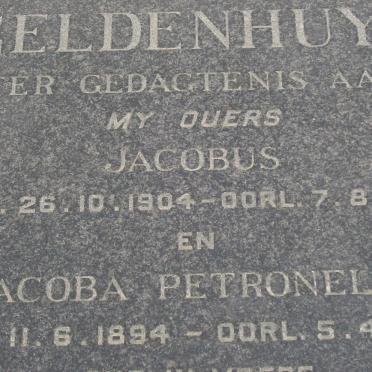 ELDENHUY
TER GEDAGTENIS AA
MY OUERS
JACOBUS
. 26.10.1904 - OORL. 7. 8
EN
ACOBA PETRONEL
11.6.1894 - OORL. 5. 4